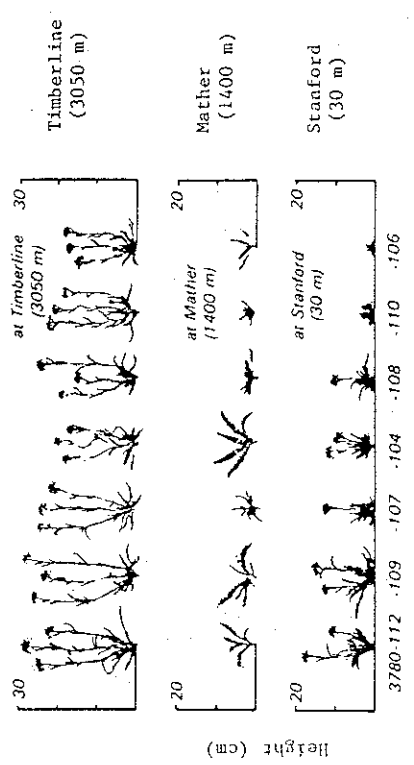 Timberline
(3050 m)
Mather
(1400 m)
Stanford
(30 m)
30
at Timberline
(3050 m)
30
20
at Mather
(1400 m)
20
20
at Stanford
(30 m)
20
3780-112
-109
-107
-104
-108
-110
-106
Height (cm)